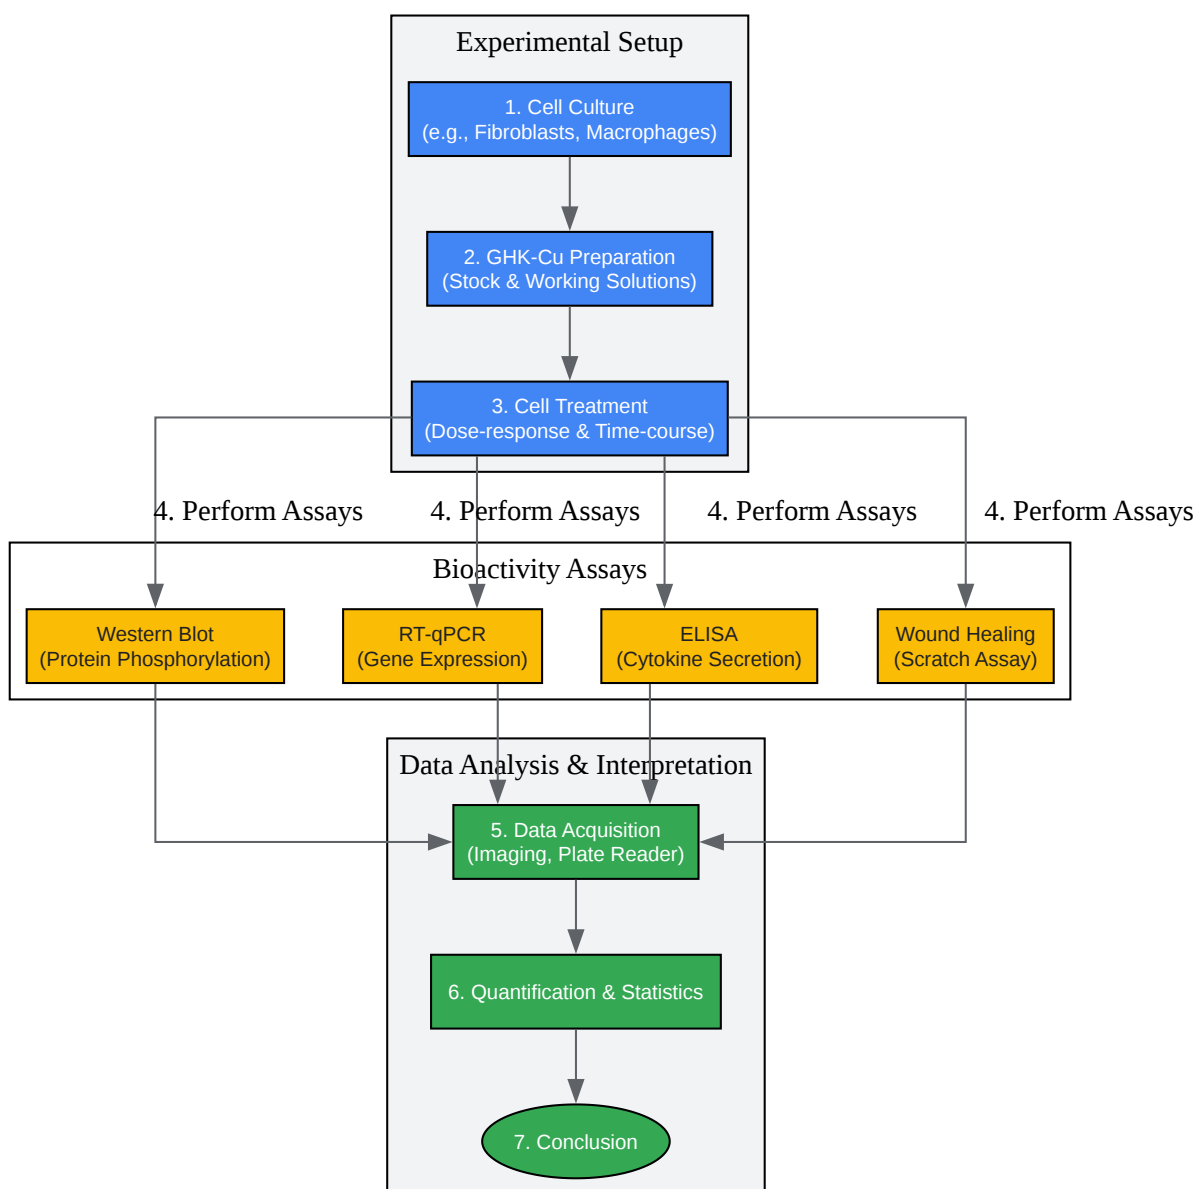 Experimental Setup
1. Cell Culture
(e.g., Fibroblasts, Macrophages)
2. GHK-Cu Preparation
(Stock & Working Solutions)
3. Cell Treatment
(Dose-response & Time-course)
4. Perform Assays
4. Perform Assays
4. Perform Assays
4. Perform Assays
Bioactivity Assays
Western Blot
(Protein Phosphorylation)
RT-qPCR
(Gene Expression)
ELISA
(Cytokine Secretion)
Wound Healing
(Scratch Assay)
Data Analysis & Interpretation
5. Data Acquisition
(Imaging, Plate Reader)
6. Quantification & Statistics
7. Conclusion